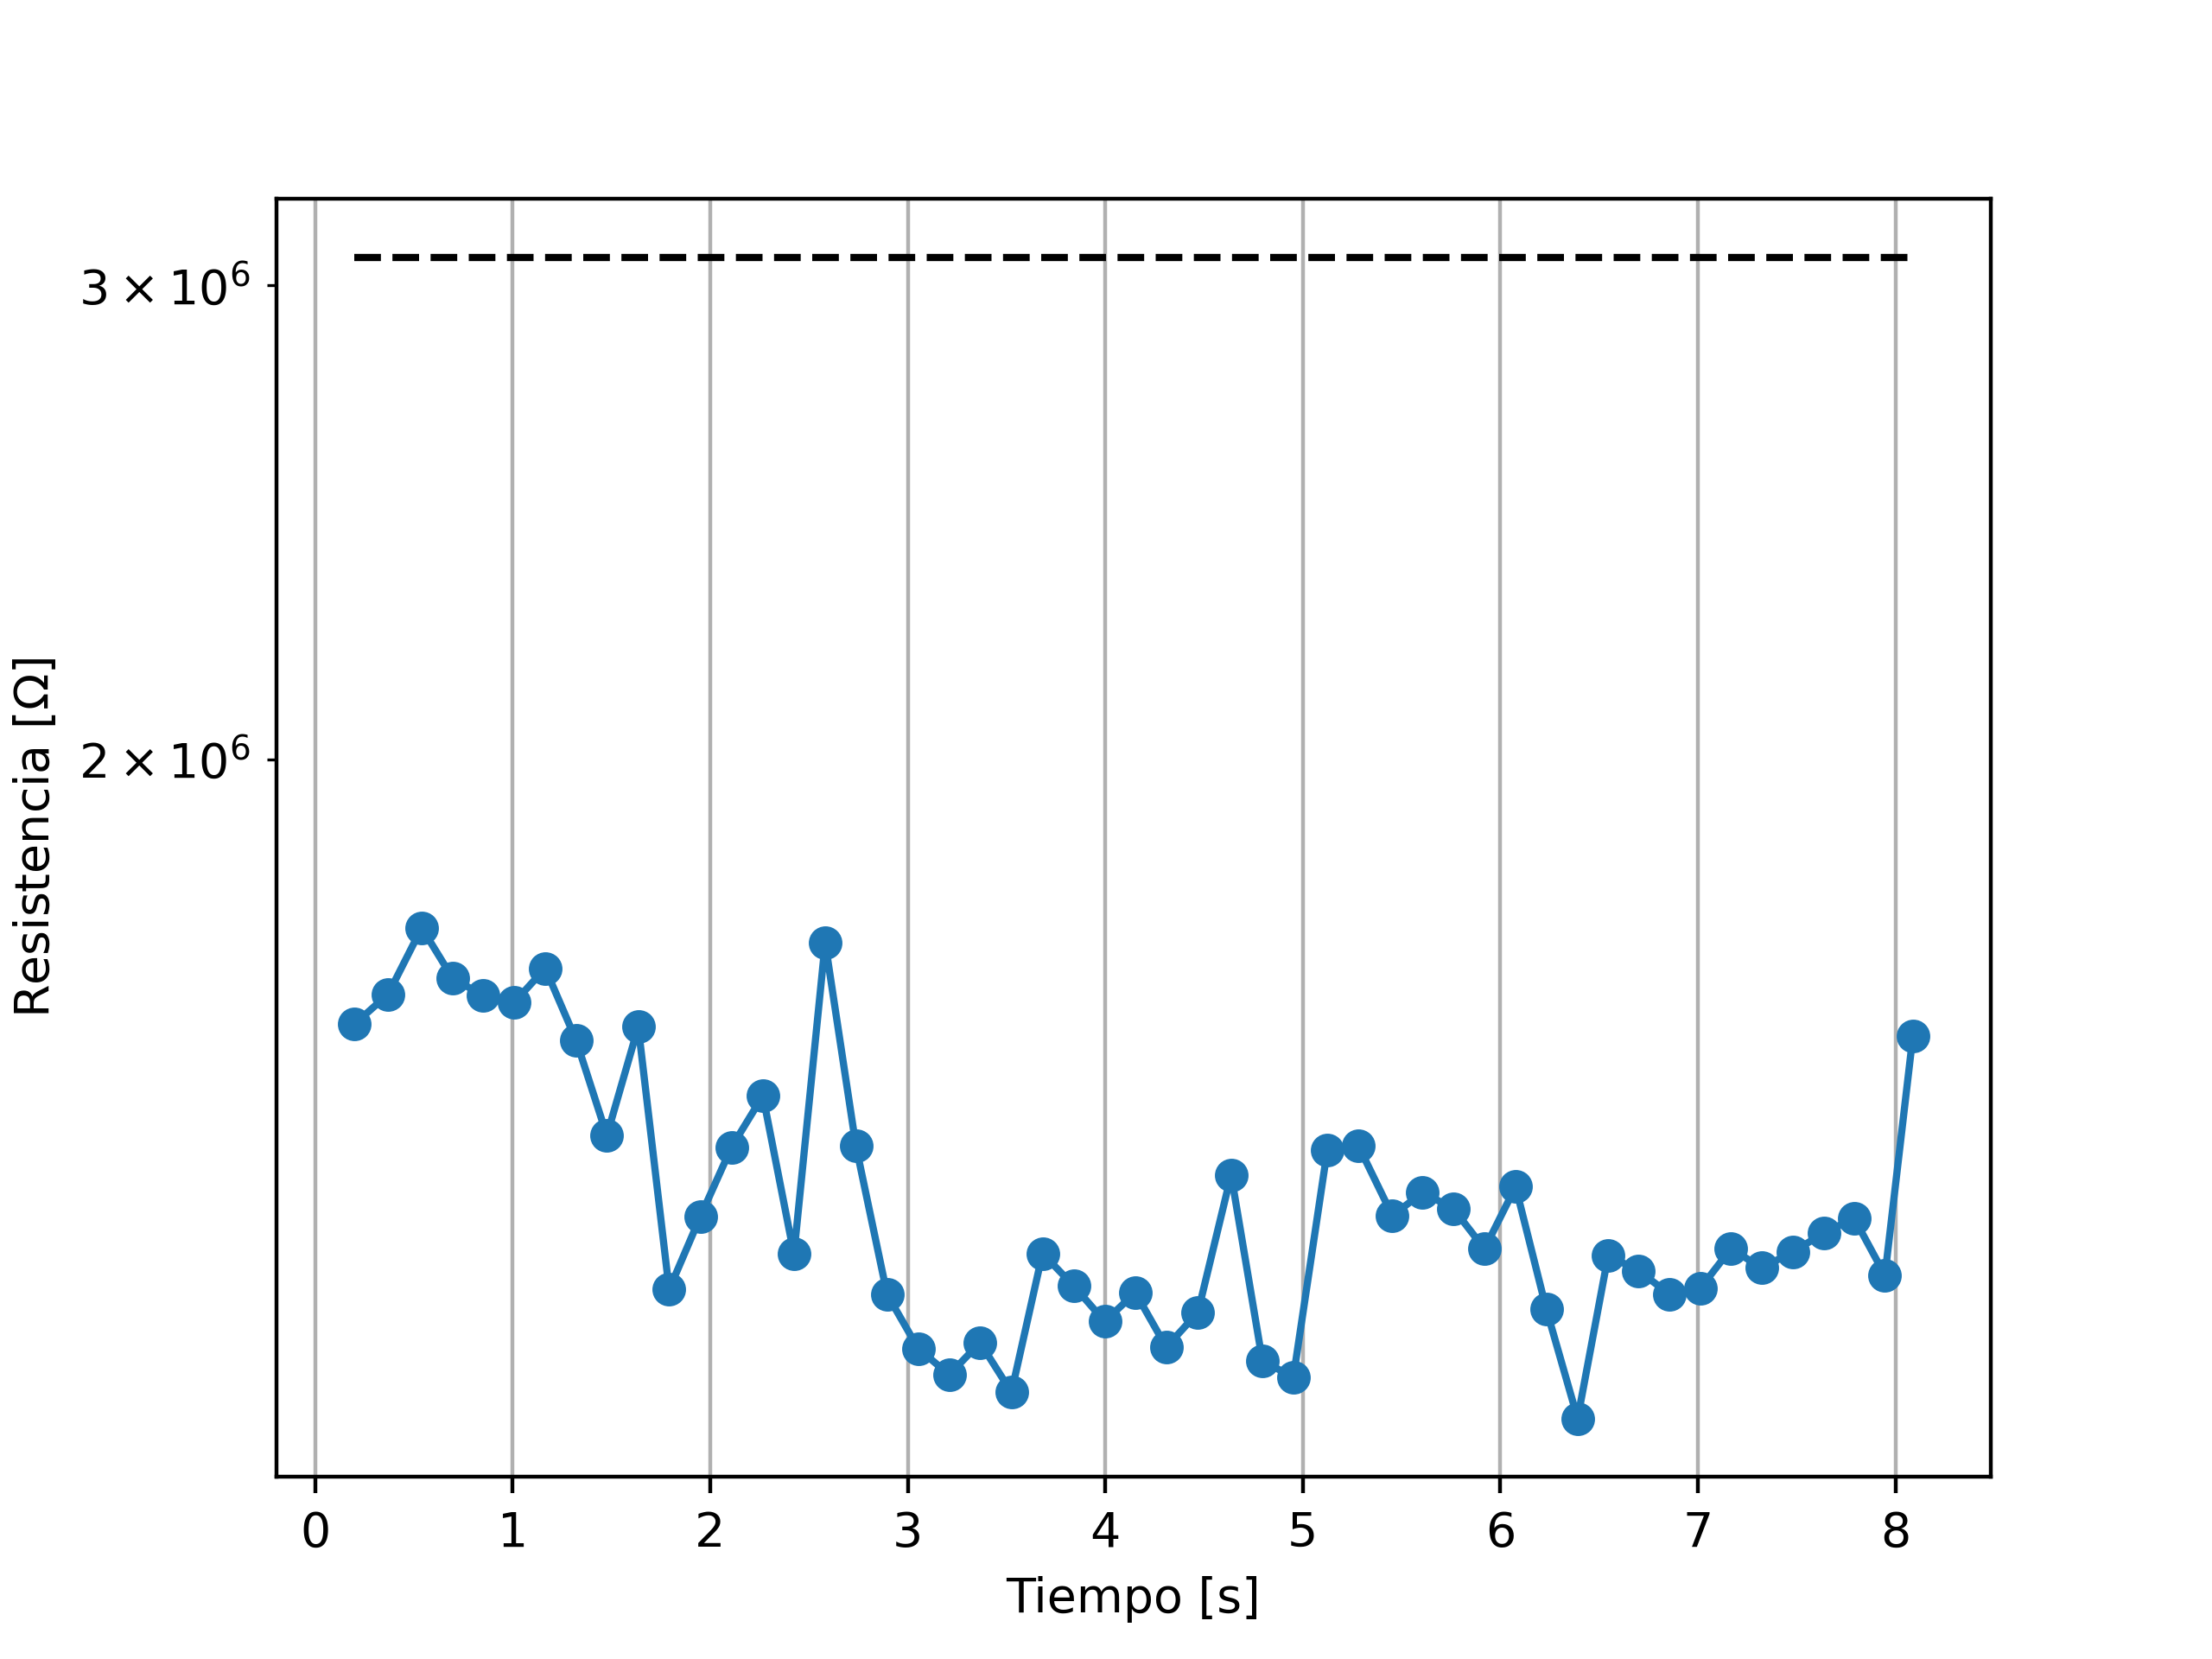 Resistencia [Ω]
3 × 10⁶
2 × 10⁶
0 1 2 3 4 5 6 7 8
Tiempo [s]